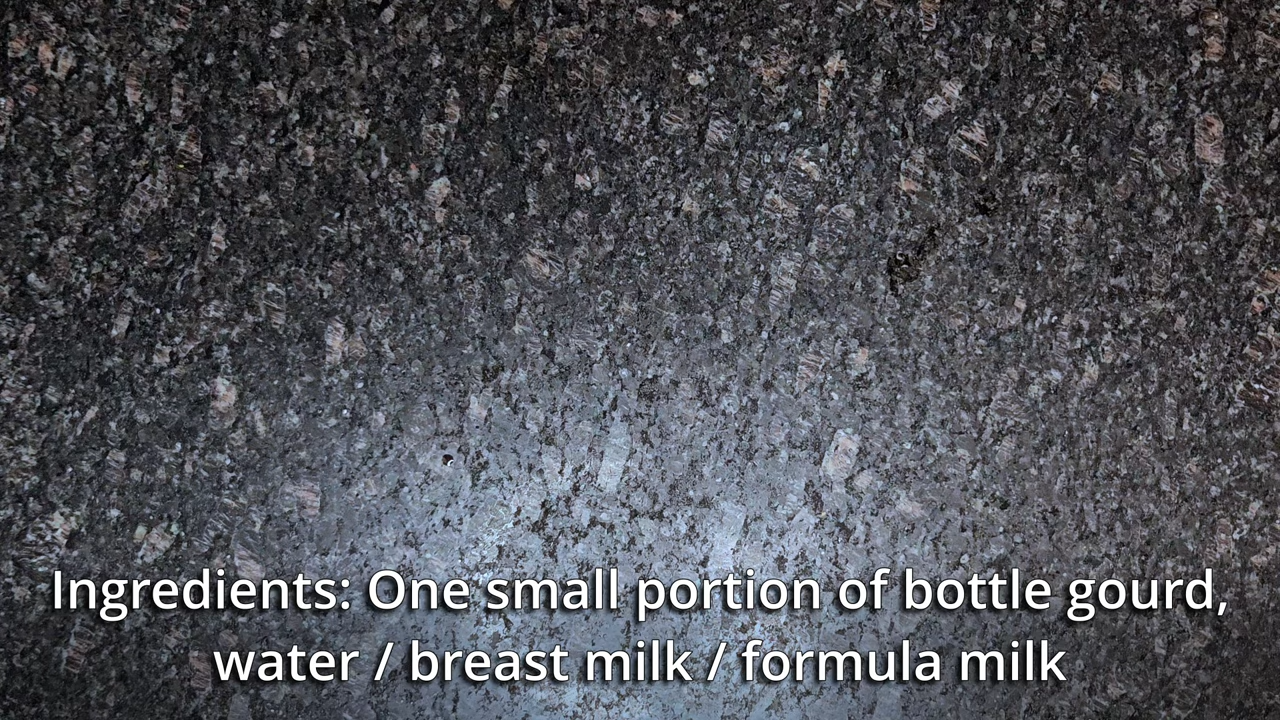 Ingredients: One small portion of bottle gourd,
water / breast milk / formula milk